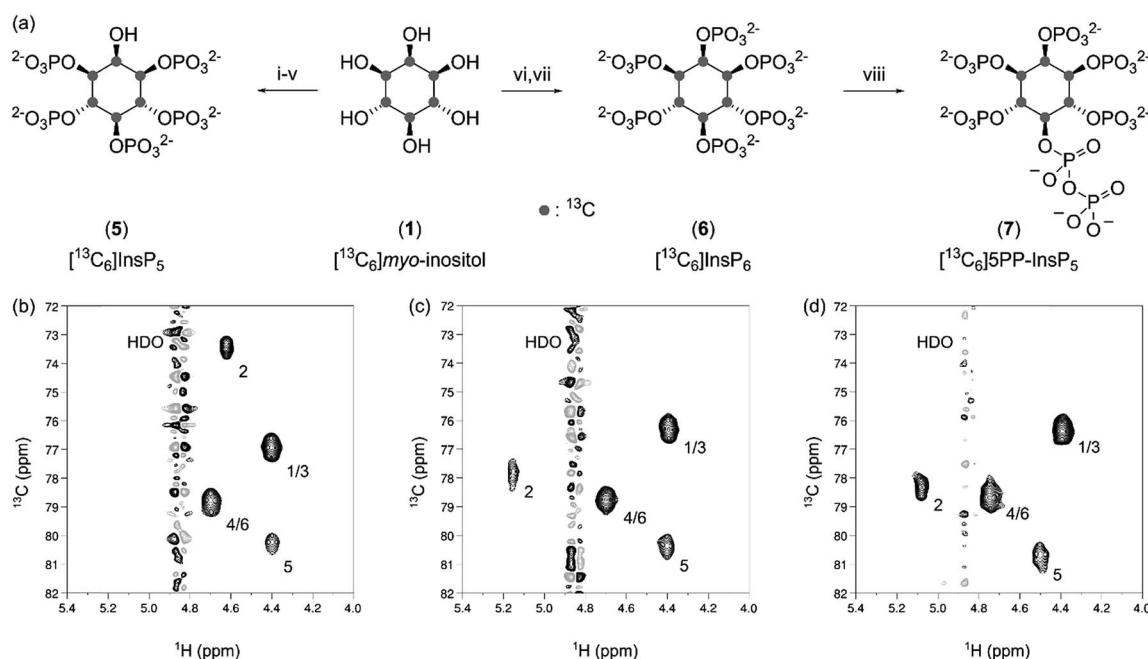 (a)
OH
²⁻O₃PO OPO₃²⁻
²⁻O₃PO OPO₃²⁻
OPO₃²⁻
i-v
OH
HO OH
HO OH
OH
vi,vii
OPO₃²⁻
²⁻O₃PO OPO₃²⁻
²⁻O₃PO OPO₃²⁻
OPO₃²⁻
viii
OPO₃²⁻
²⁻O₃PO OPO₃²⁻
²⁻O₃PO OPO₃²⁻
O P O
⁻O O P O
⁻O O⁻
: ¹³C
(5) (1) (6) (7)
[¹³C₆]InsP₅ [¹³C₆]myo-inositol [¹³C₆]InsP₆ [¹³C₆]5PP-InsP₅
(b)
72
73
74
75
76
77
78
79
80
81
82
¹³C (ppm)
HDO
2
1/3
4/6
5
5.4 5.2 5.0 4.8 4.6 4.4 4.2 4.0
¹H (ppm)
(c)
72
73
74
75
76
77
78
79
80
81
82
¹³C (ppm)
HDO
1/3
2
4/6
5
5.4 5.2 5.0 4.8 4.6 4.4 4.2 4.0
¹H (ppm)
(d)
72
73
74
75
76
77
78
79
80
81
82
¹³C (ppm)
HDO
1/3
2
4/6
5
5.4 5.2 5.0 4.8 4.6 4.4 4.2 4.0
¹H (ppm)